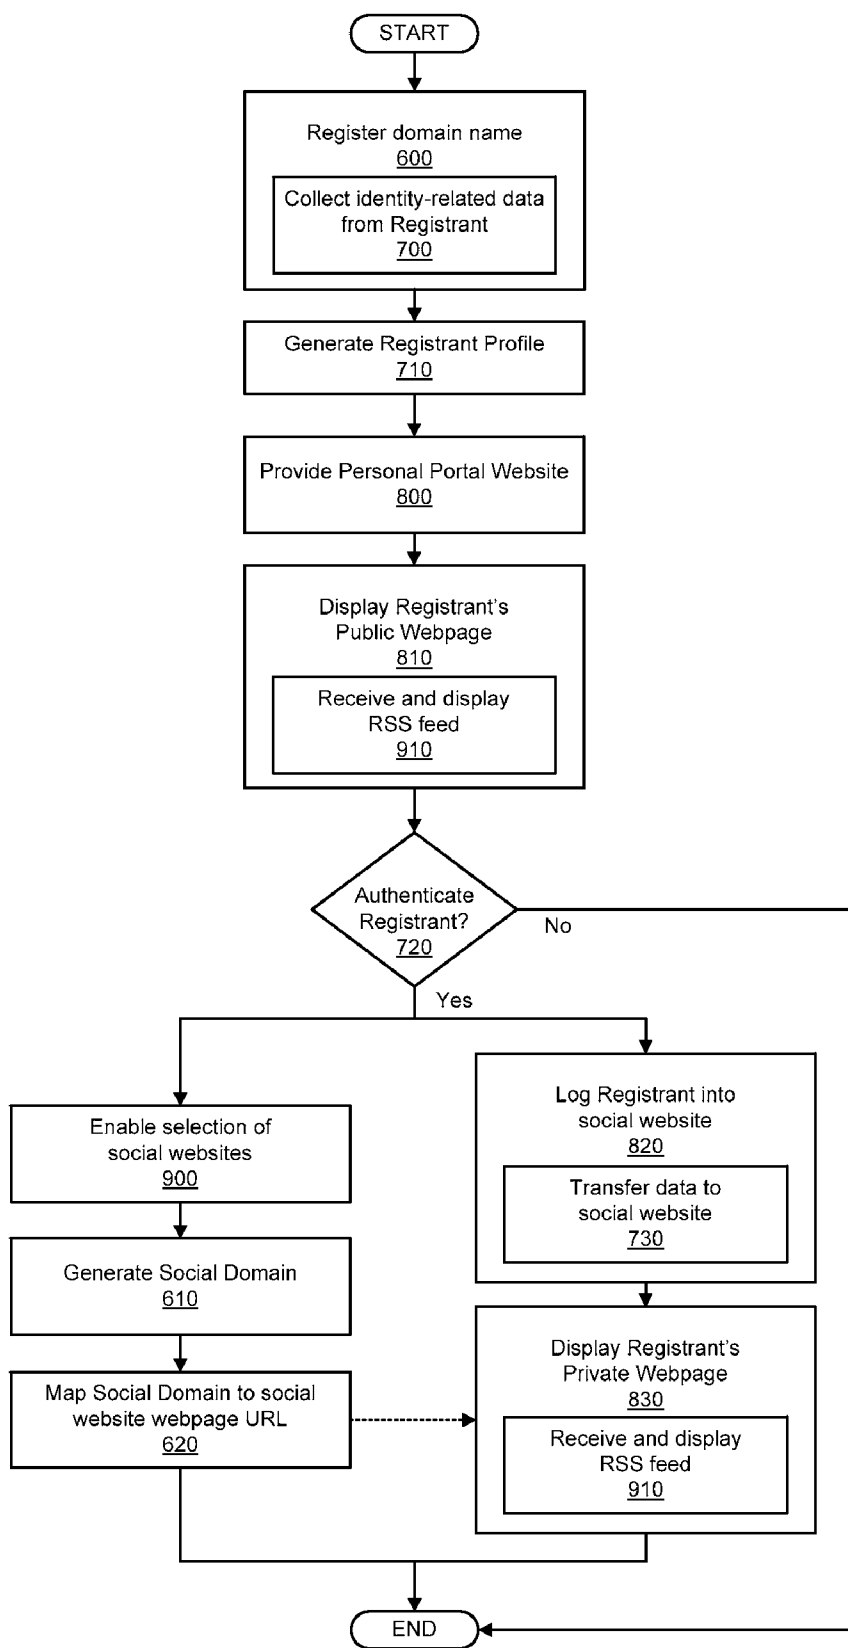 START
Register domain name
600
Collect identity-related data
from Registrant
700
Generate Registrant Profile
710
Provide Personal Portal Website
800
Display Registrant's
Public Webpage
810
Receive and display
RSS feed
910
Authenticate
Registrant?
720
No
Yes
Enable selection of
social websites
900
Generate Social Domain
610
Map Social Domain to social
website webpage URL
620
Log Registrant into
social website
820
Transfer data to
social website
730
Display Registrant's
Private Webpage
830
Receive and display
RSS feed
910
END